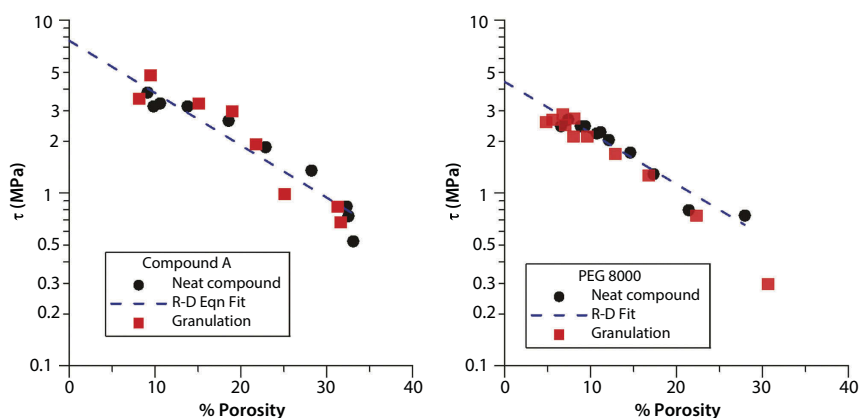 10
5
3
2
1
0.5
0.3
0.2
0.1
τ (MPa)
0
10
20
30
40
% Porosity
Compound A
Neat compound
R-D Eqn Fit
Granulation
10
5
3
2
1
0.5
0.3
0.2
0.1
τ (MPa)
0
10
20
30
40
% Porosity
PEG 8000
Neat compound
R-D Fit
Granulation